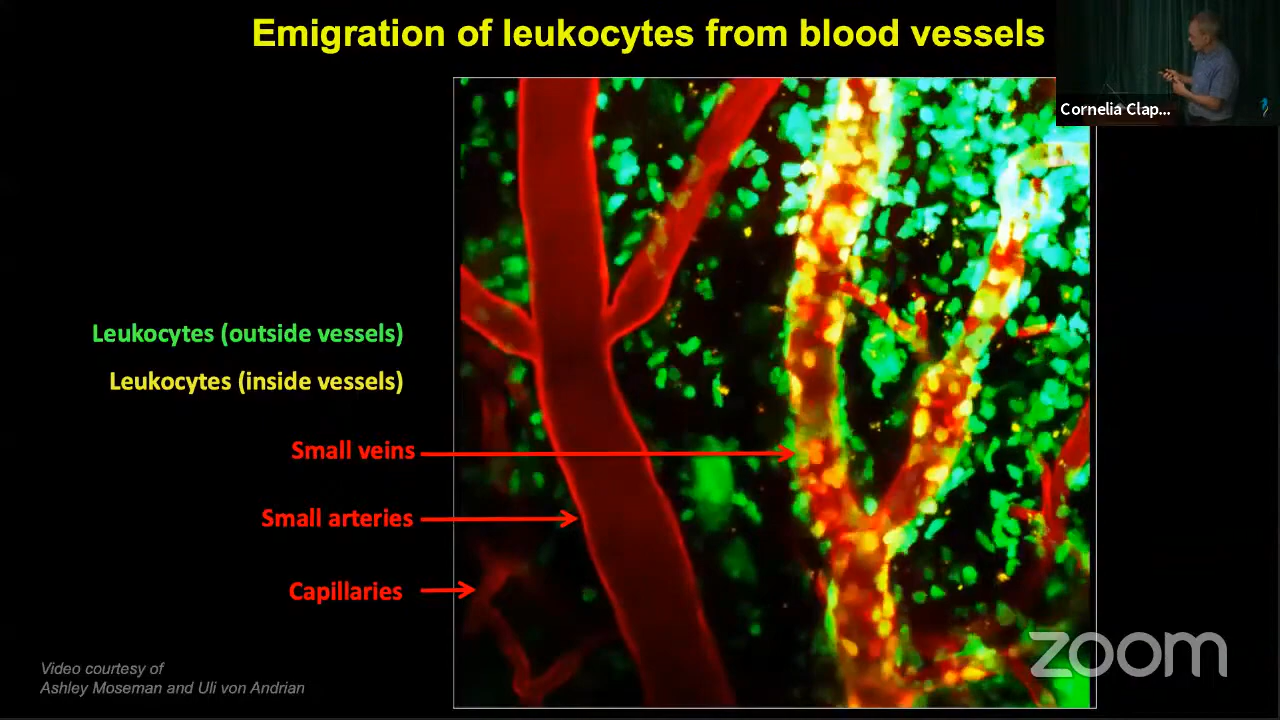 Emigration of leukocytes from blood vessels
Cornelia Clap...
Leukocytes (outside vessels)
Leukocytes (inside vessels)
Small veins
Small arteries
Capillaries
Video courtesy of
Ashley Moseman and Uli von Andrian
zoom